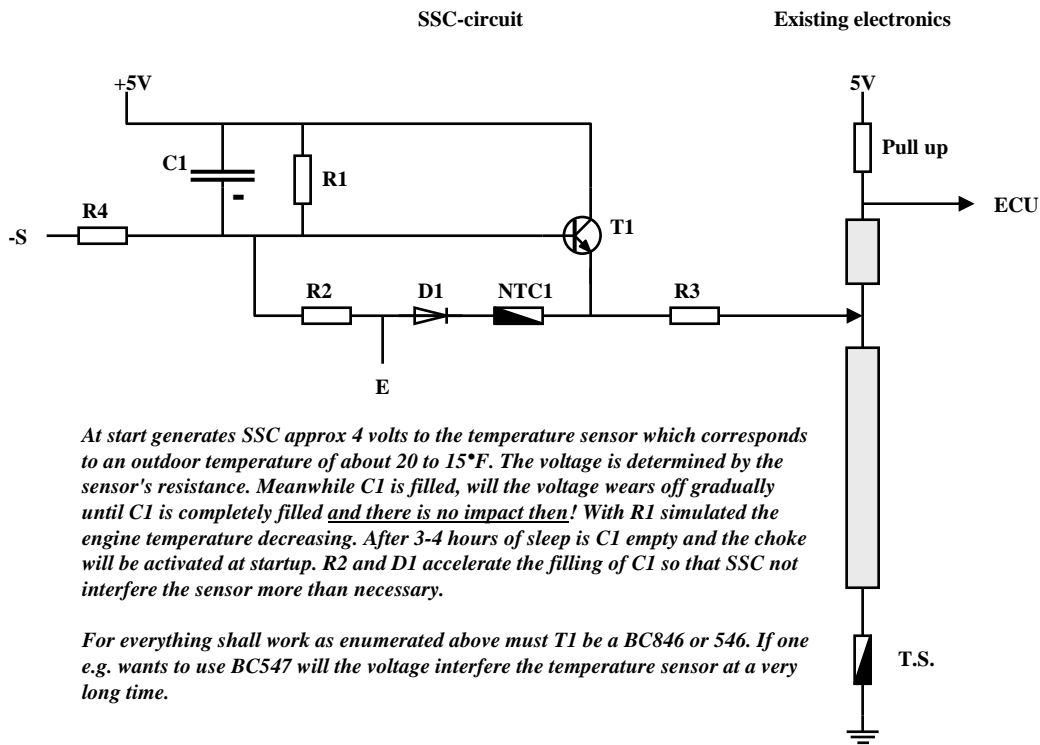 SSC-circuit Existing electronics
+5V 5V
C1 R1 Pull up
R4 ECU
-S T1
R2 D1 NTC1 R3
E
At start generates SSC approx 4 volts to the temperature sensor which corresponds
to an outdoor temperature of about 20 to 15°F. The voltage is determined by the
sensor's resistance. Meanwhile C1 is filled, will the voltage wears off gradually
until C1 is completely filled and there is no impact then! With R1 simulated the
engine temperature decreasing. After 3-4 hours of sleep is C1 empty and the choke
will be activated at startup. R2 and D1 accelerate the filling of C1 so that SSC not
interfere the sensor more than necessary.
For everything shall work as enumerated above must T1 be a BC846 or 546. If one
e.g. wants to use BC547 will the voltage interfere the temperature sensor at a very
long time.
T.S.